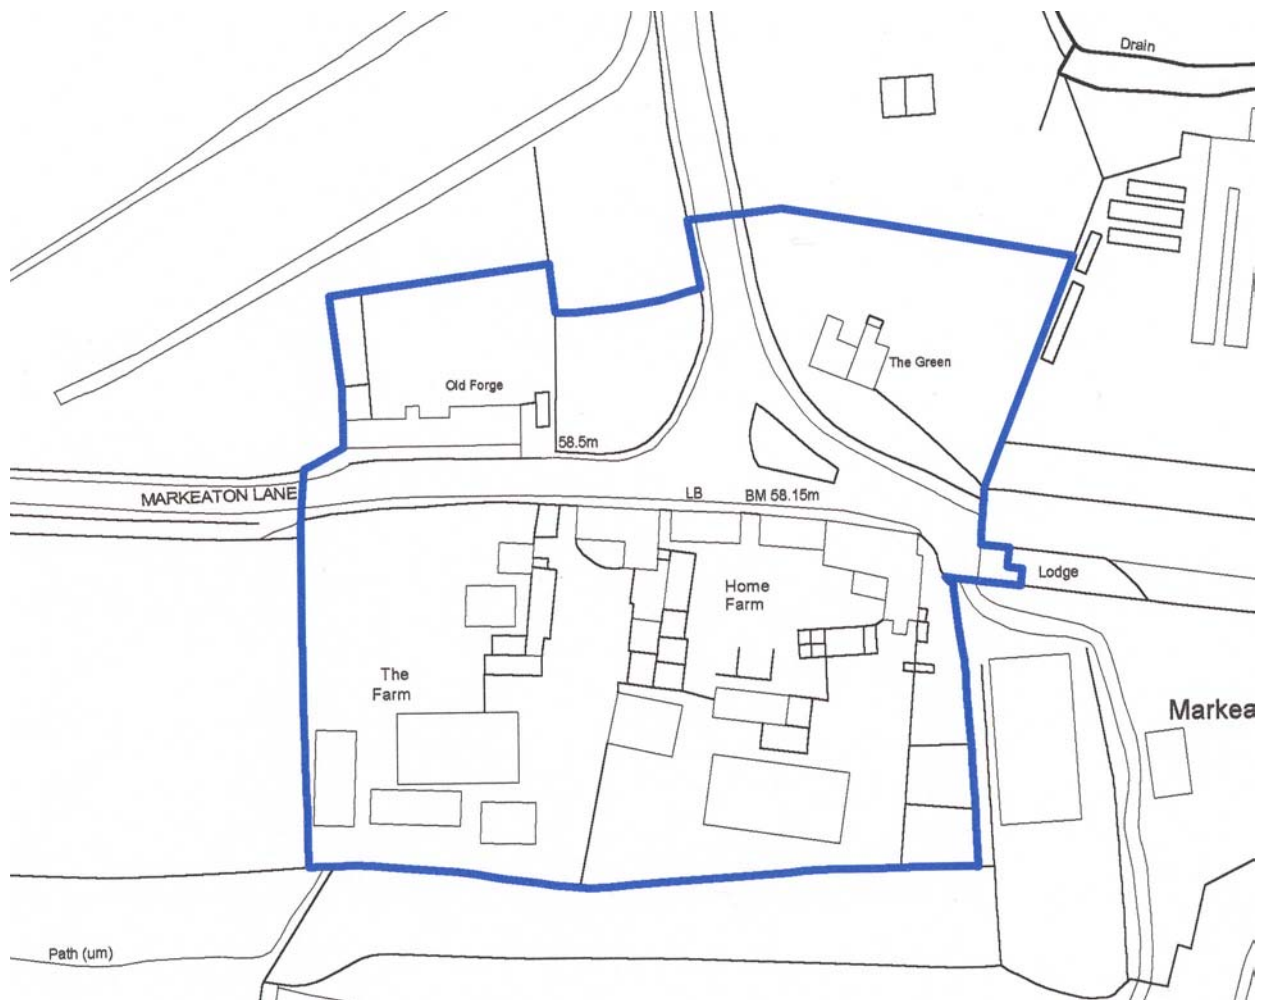 Drain
The Green
Old Forge
58.5m
MARKEATON LANE
LB
BM 58.15m
Lodge
Home
Farm
The
Farm
Markea
Path (um)